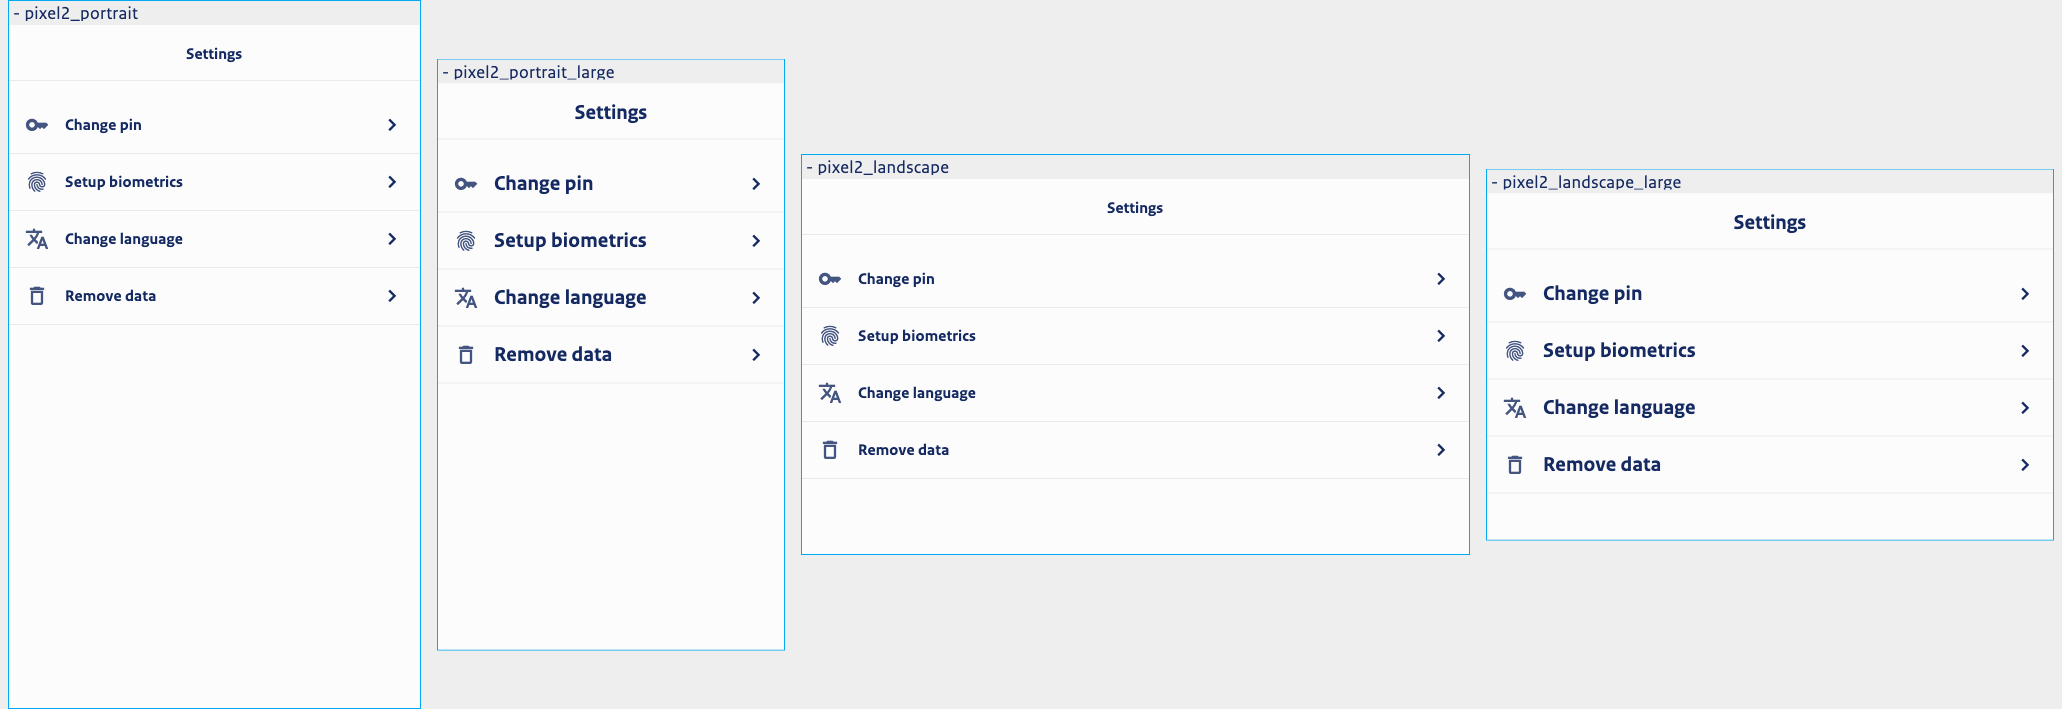 - pixel2_portrait
Settings
Change pin
Setup biometrics
Change language
Remove data
- pixel2_portrait_large
Settings
Change pin
Setup biometrics
Change language
Remove data
- pixel2_landscape
Settings
Change pin
Setup biometrics
Change language
Remove data
- pixel2_landscape_large
Settings
Change pin
Setup biometrics
Change language
Remove data